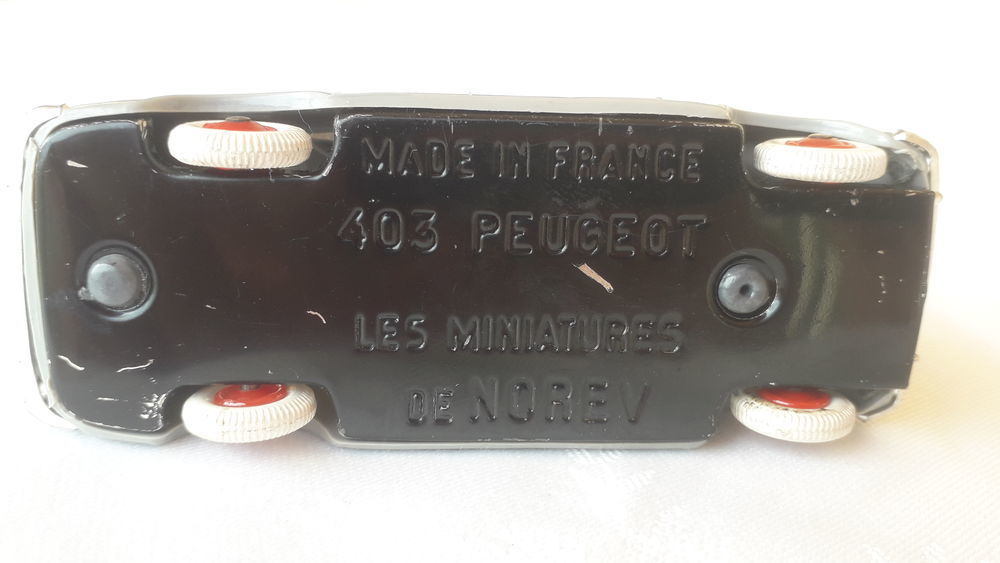 MADE IN FRANCE
403 PEUGEOT
LES MINIATURES
DE NOREV